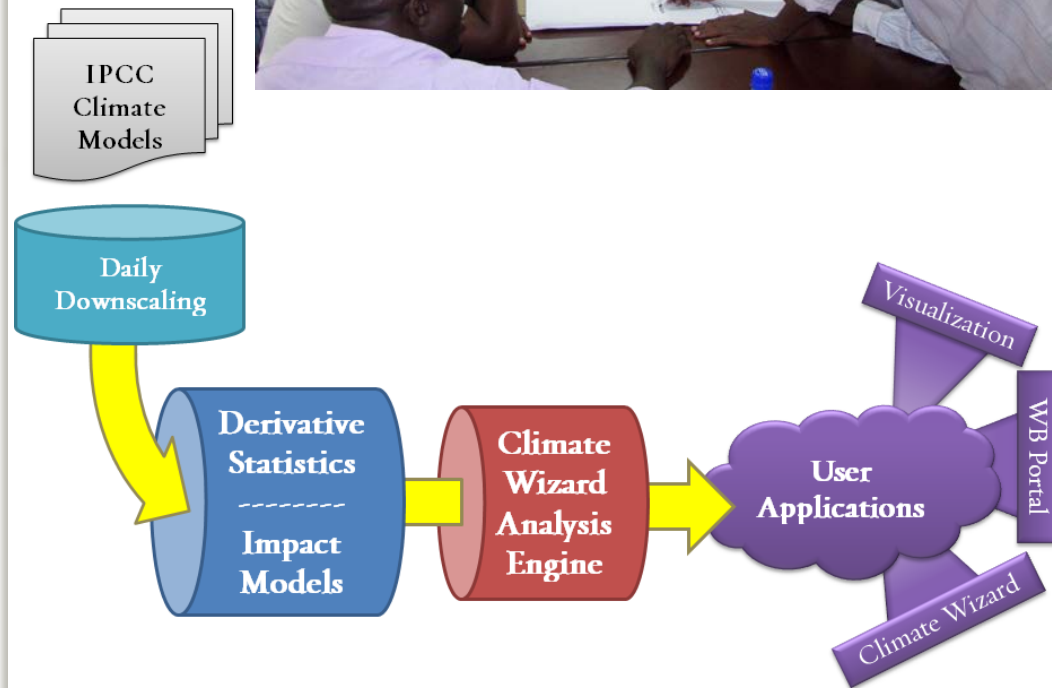 IPCC
Climate
Models
Daily
Downscaling
Derivative
Statistics
--------
Impact
Models
Climate
Wizard
Analysis
Engine
User
Applications
Visualization
WB Portal
Climate Wizard